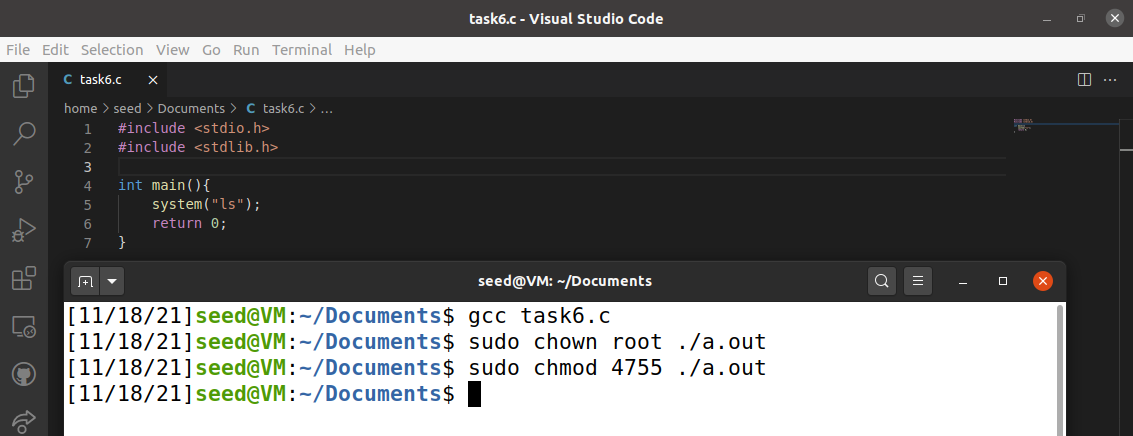 task6.c - Visual Studio Code
File Edit Selection View Go Run Terminal Help
C task6.c
home > seed > Documents > C task6.c > ...
1 #include <stdio.h>
2 #include <stdlib.h>
3
4 int main(){
5 system("ls");
6 return 0;
7 }
seed@VM: ~/Documents
[11/18/21]seed@VM:~/Documents$ gcc task6.c
[11/18/21]seed@VM:~/Documents$ sudo chown root ./a.out
[11/18/21]seed@VM:~/Documents$ sudo chmod 4755 ./a.out
[11/18/21]seed@VM:~/Documents$